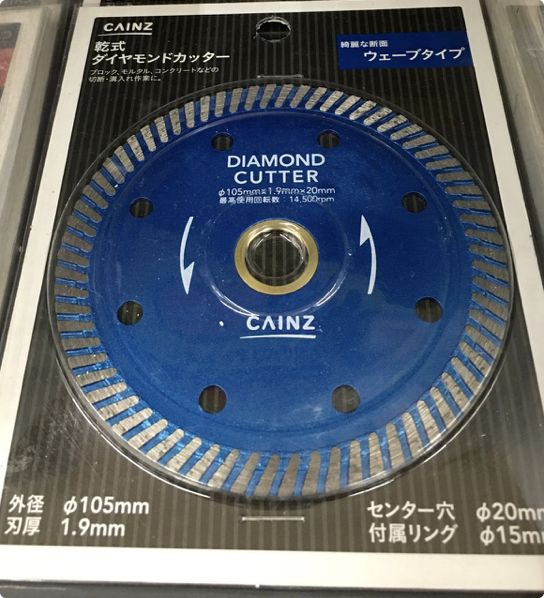 CAINZ
乾式
ダイヤモンドカッター
ブロック、モルタル、コンクリートなどの
切断・溝入れ作業に。
綺麗な断面
ウェーブタイプ
DIAMOND
CUTTER
φ105mm×1.9mm×20mm
最高使用回転数：14,500rpm
CAINZ
外径 φ105mm
刃厚 1.9mm
センター穴 φ20mm
付属リング φ15mm